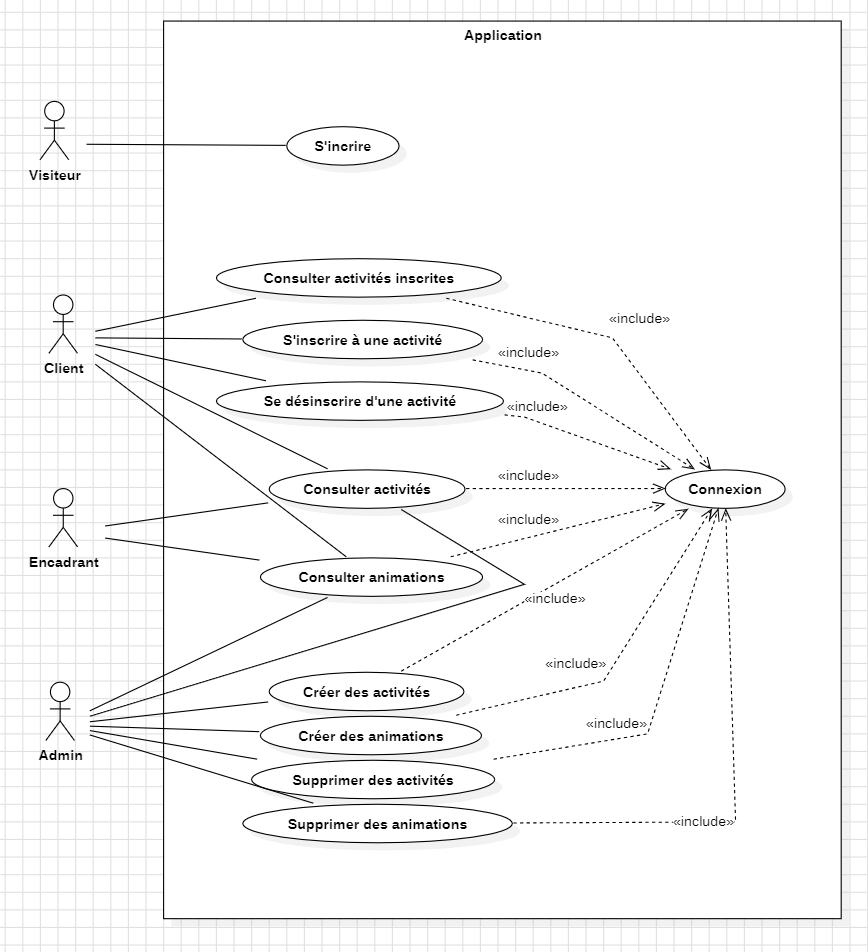 Application
Visiteur
S'incrire
Consulter activités inscrites
«include»
Client
S'inscrire à une activité
«include»
Se désinscrire d'une activité
«include»
Consulter activités
«include»
Connexion
«include»
Encadrant
Consulter animations
«include»
«include»
Créer des activités
«include»
Admin
Créer des animations
Supprimer des activités
Supprimer des animations
«include»